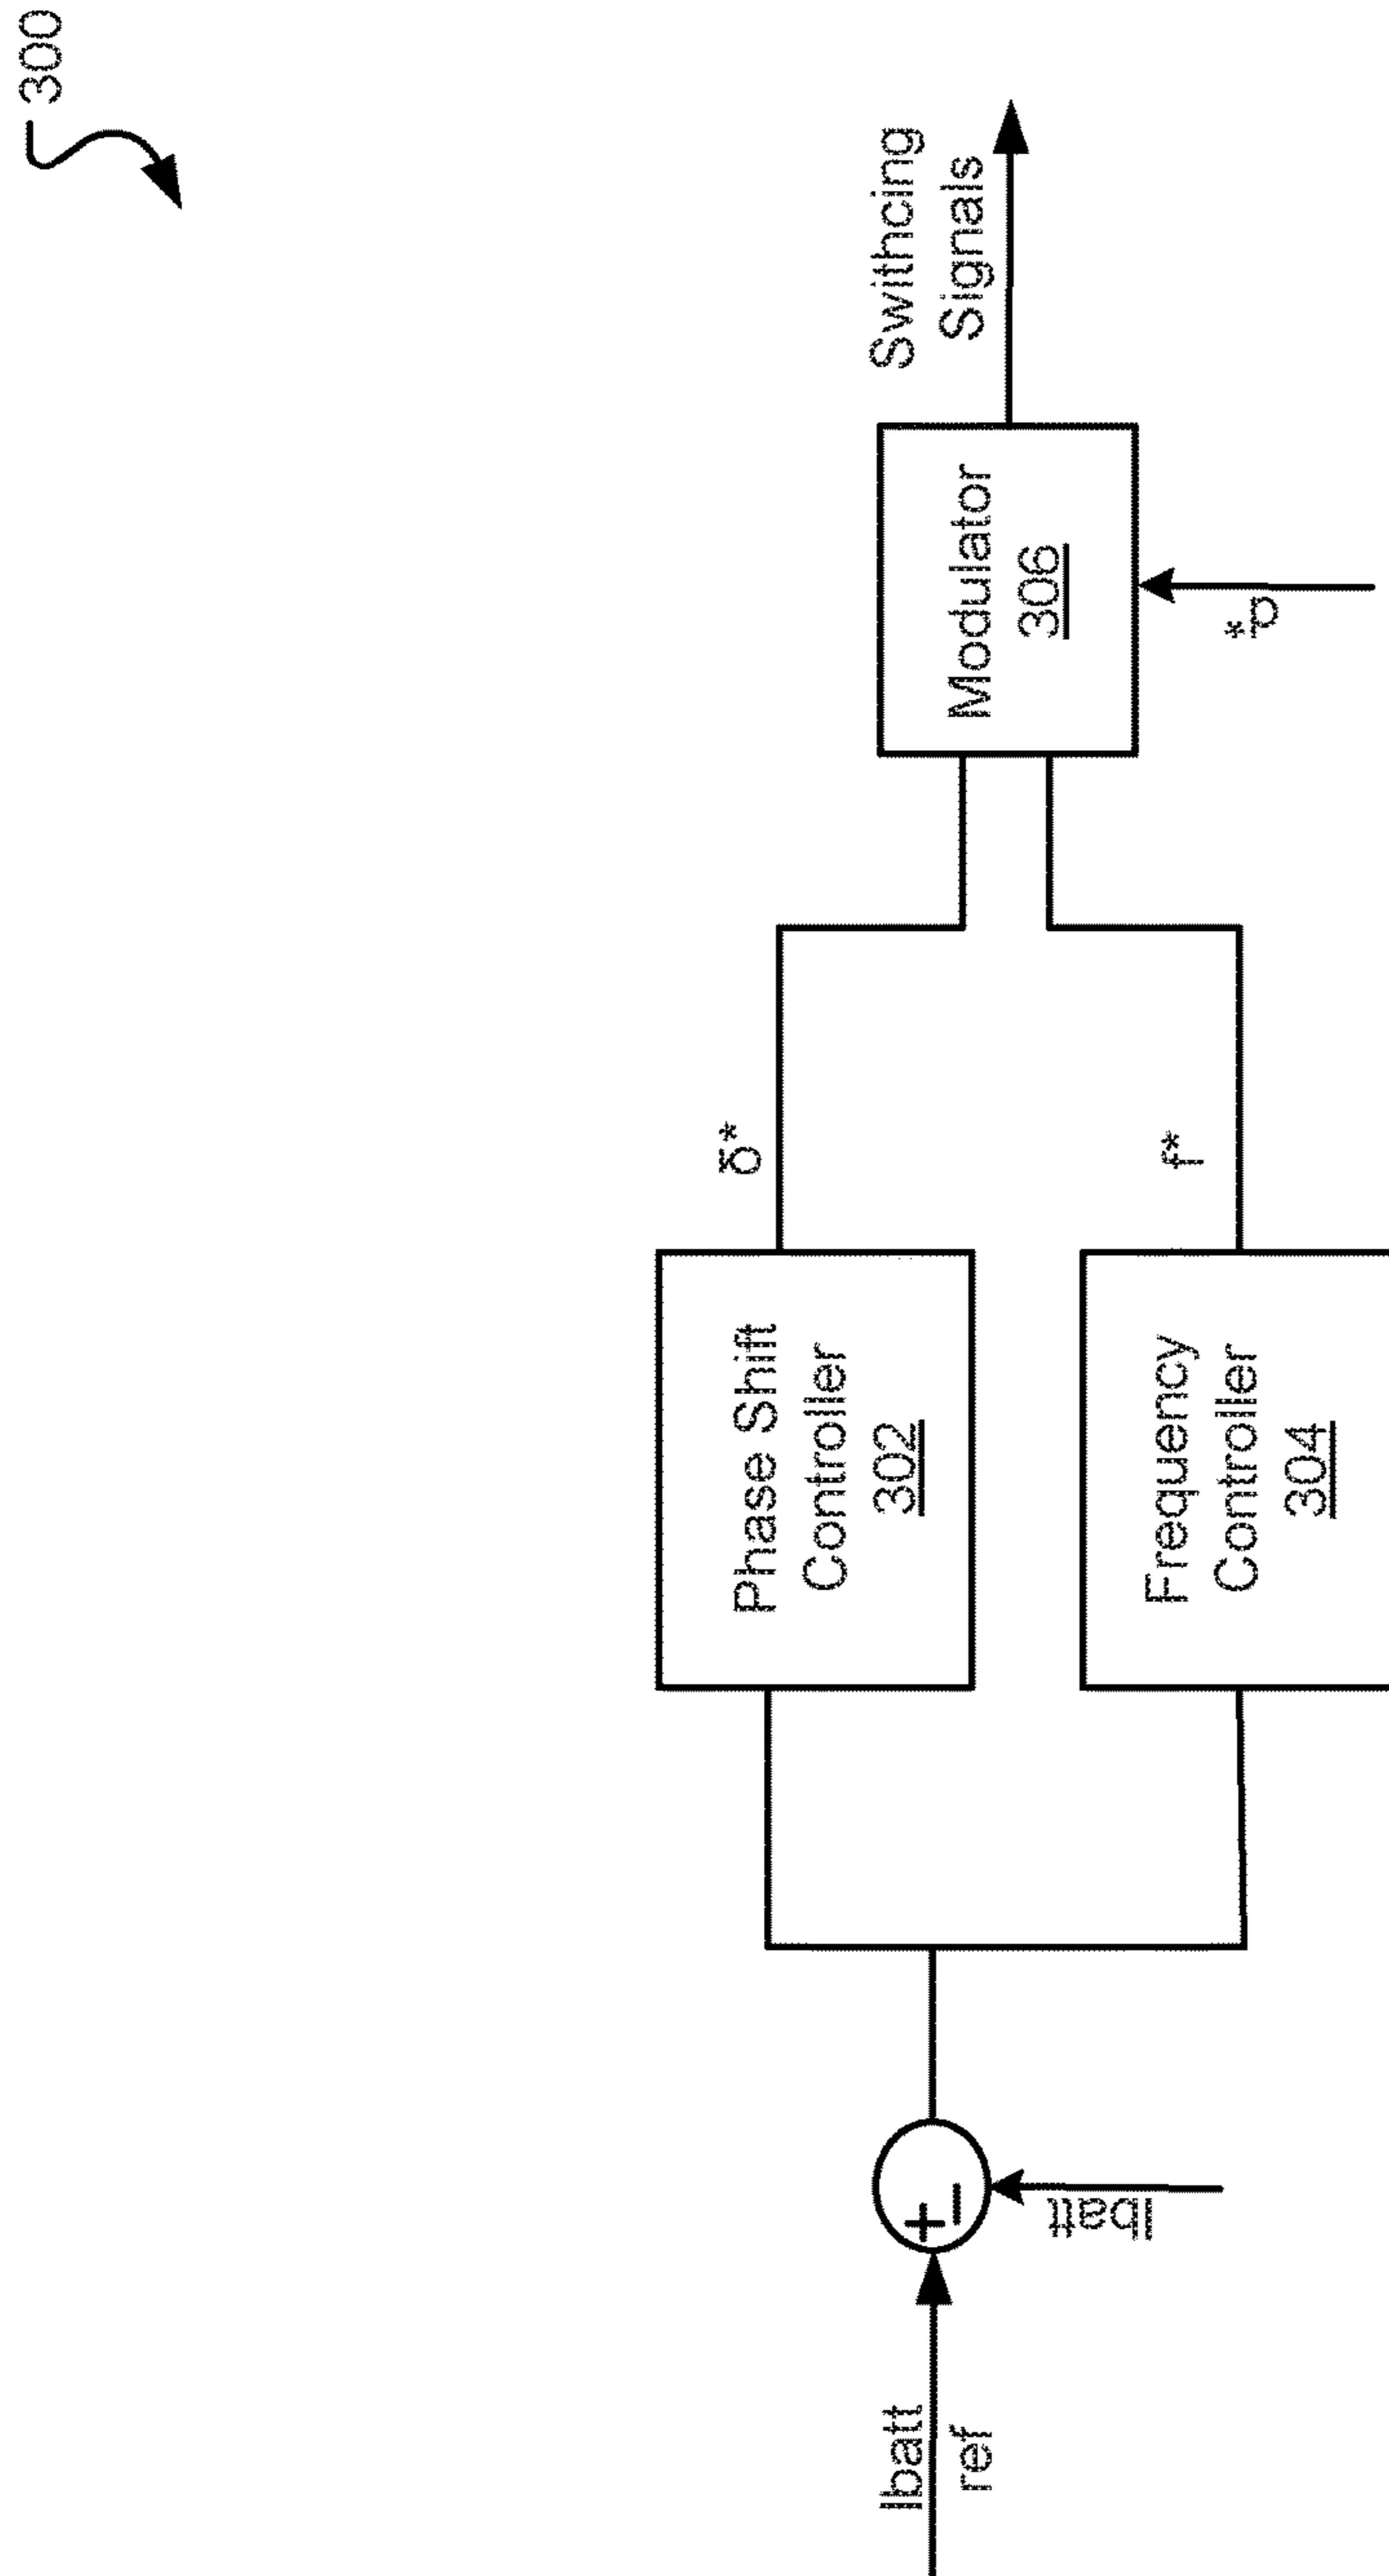 300
Ibatt
ref
Ibatt
+
−
Phase Shift
Controller
302
Frequency
Controller
304
δ*
f*
Modulator
306
d*
Swithcing
Signals